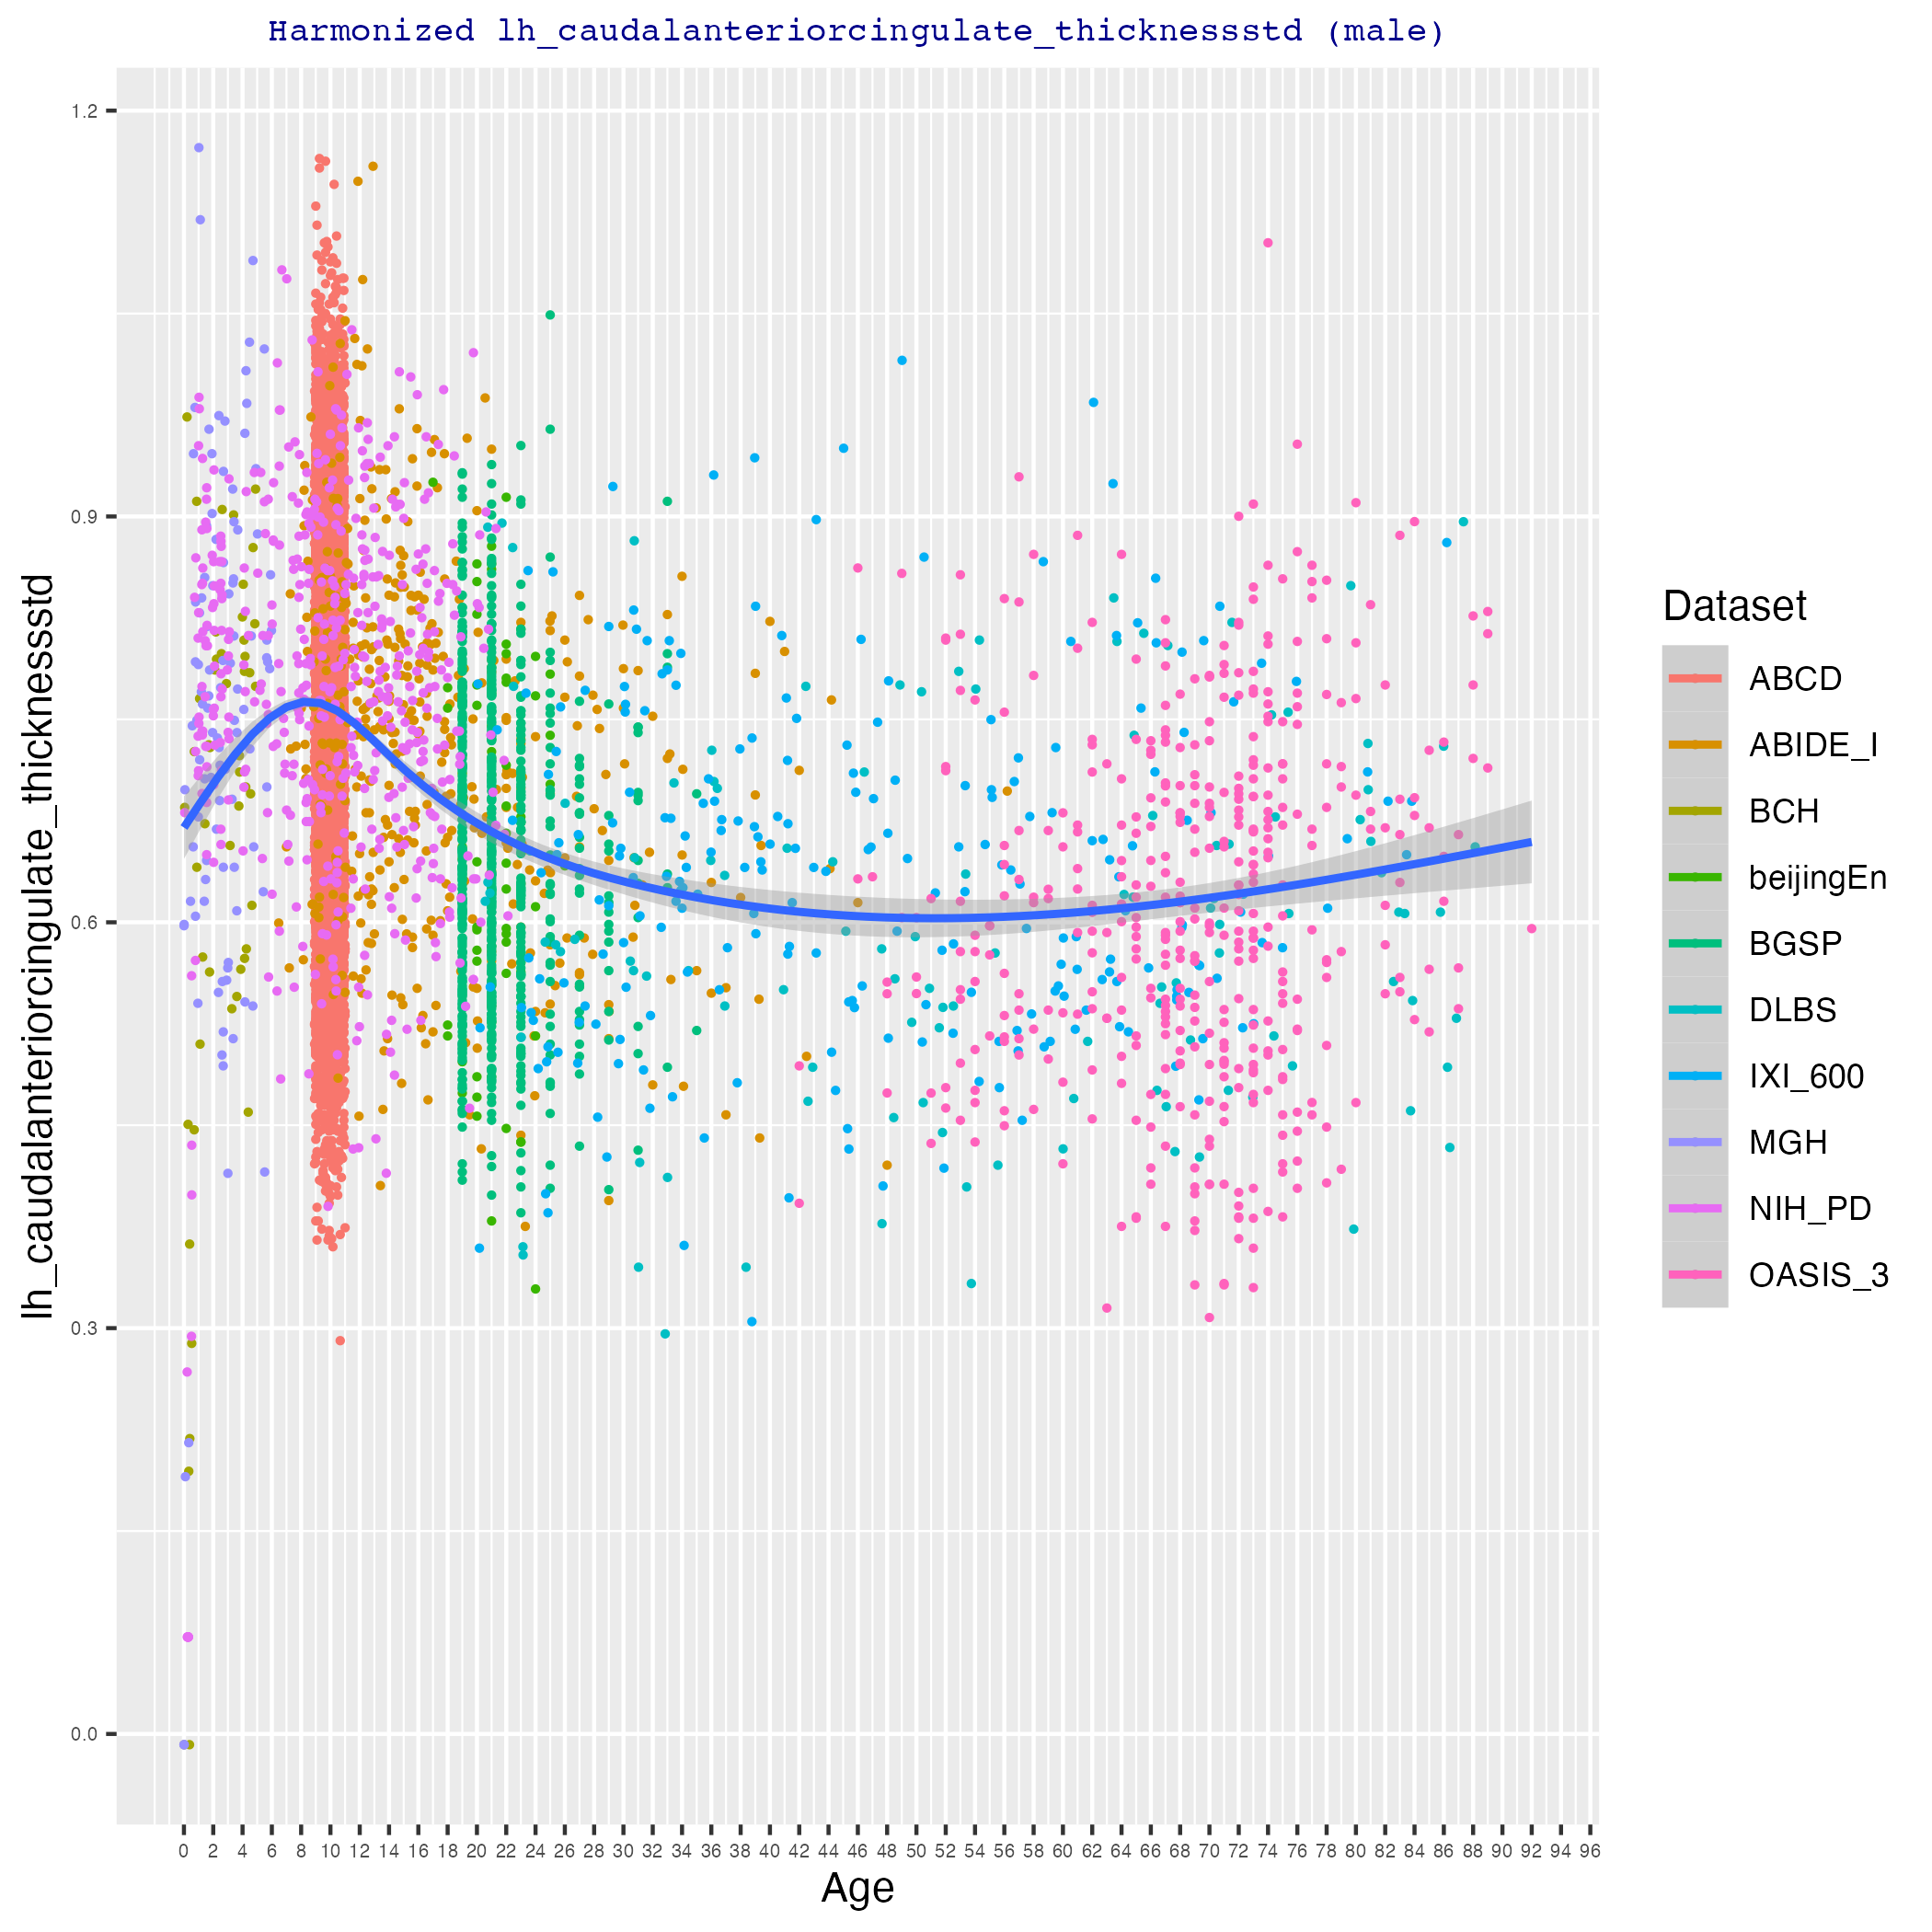 Harmonized lh_caudalanteriorcingulate_thicknessstd (male)
lh_caudalanteriorcingulate_thicknessstd
1.2
0.9
0.6
0.3
0.0
0 2 4 6 8 10 12 14 16 18 20 22 24 26 28 30 32 34 36 38 40 42 44 46 48 50 52 54 56 58 60 62 64 66 68 70 72 74 76 78 80 82 84 86 88 90 92 94 96
Age
Dataset
ABCD
ABIDE_I
BCH
beijingEn
BGSP
DLBS
IXI_600
MGH
NIH_PD
OASIS_3